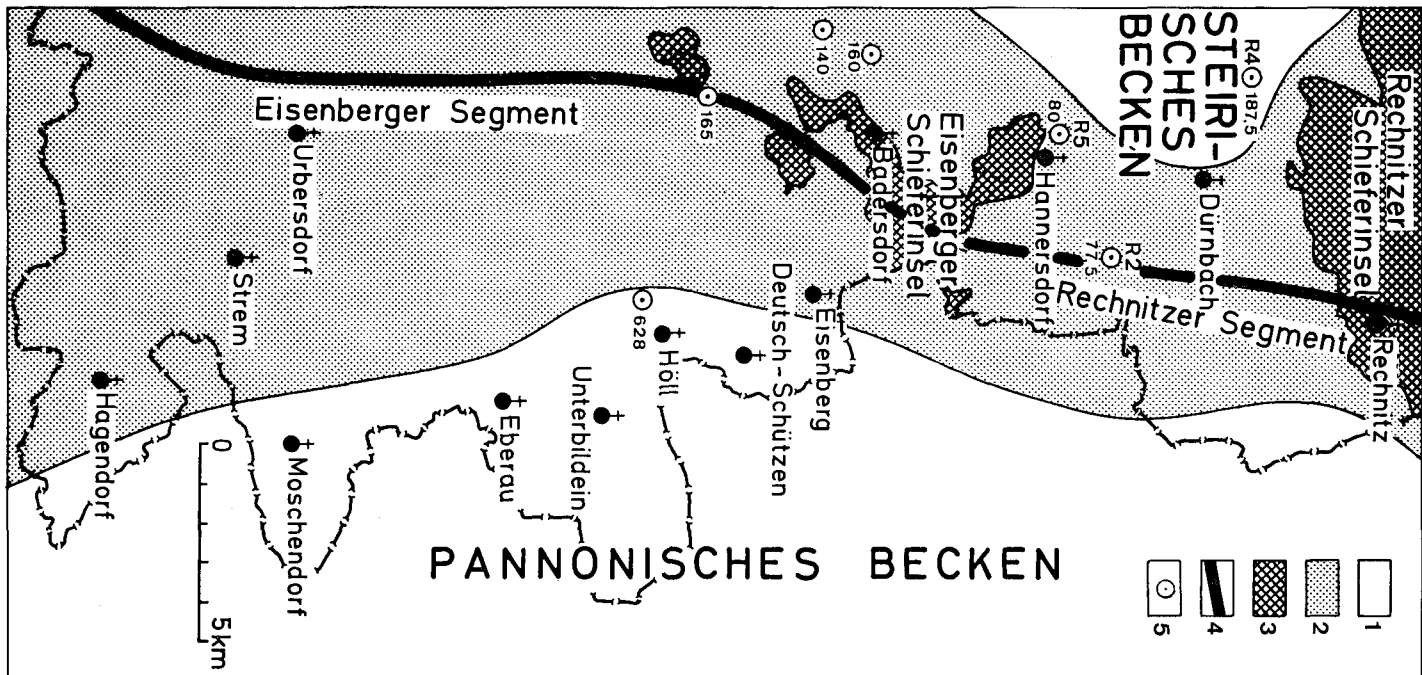 Rechnitzer
Schieferinsel
R4
187,5
STEIRI-
SCHES
BECKEN
Dürnbach
Rechnitz
Rechnitzer Segment
R5
80
Hannersdorf
R2
77,5
Eisenberger
Schieferinsel
160
140
Badersdorf
165
Eisenberg
Deutsch-Schützen
Höll
628
Eisenberger Segment
Urbersdorf
Strem
Unterbildein
Eberau
Moschendorf
Hagendorf
PANNONISCHES BECKEN
0
5km
1
2
3
4
5